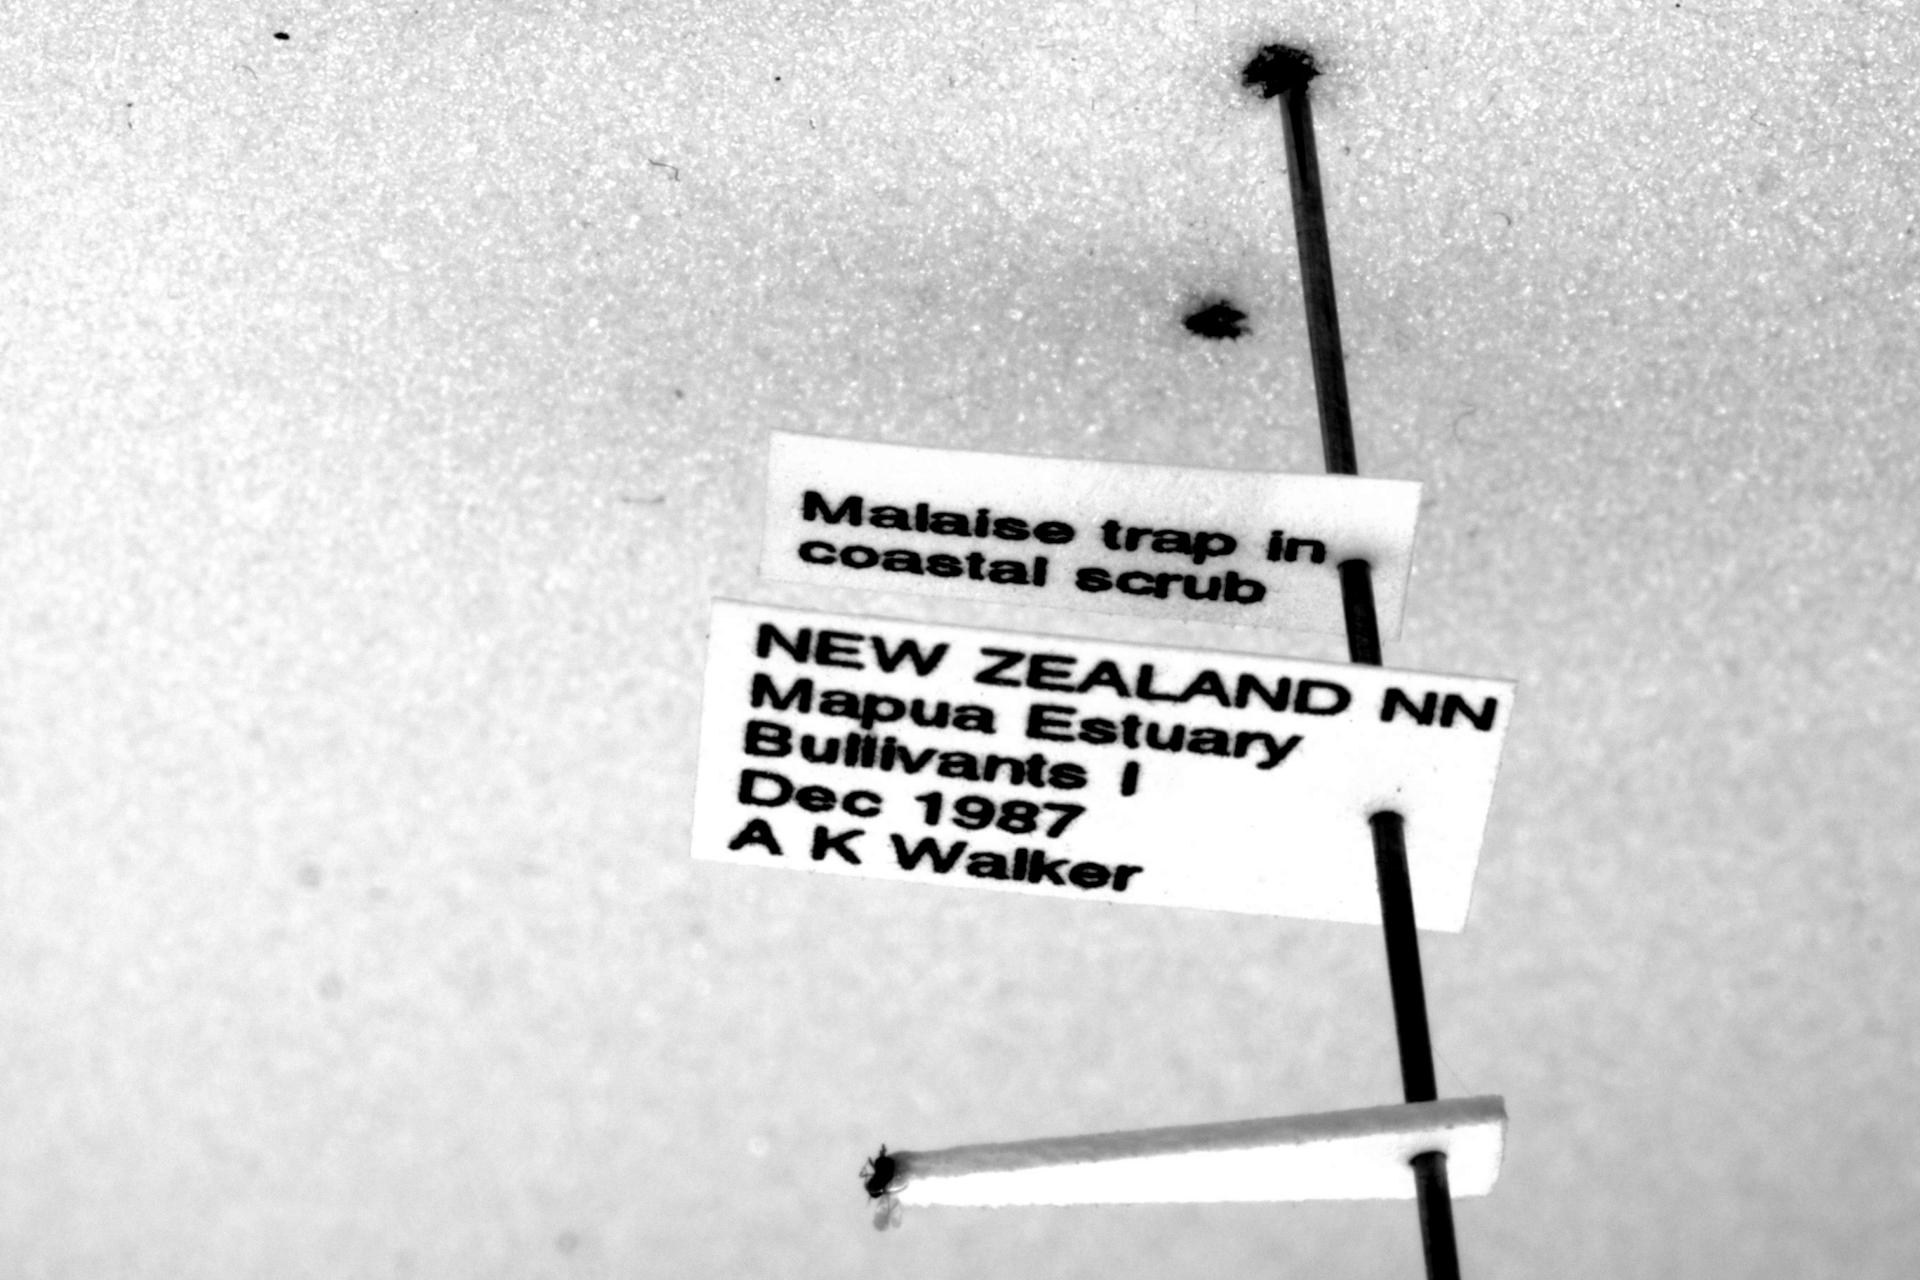 Malaise trap in
coastal scrub
NEW ZEALAND NN
Mapua Estuary
Bullivants I
Dec 1987
A K Walker